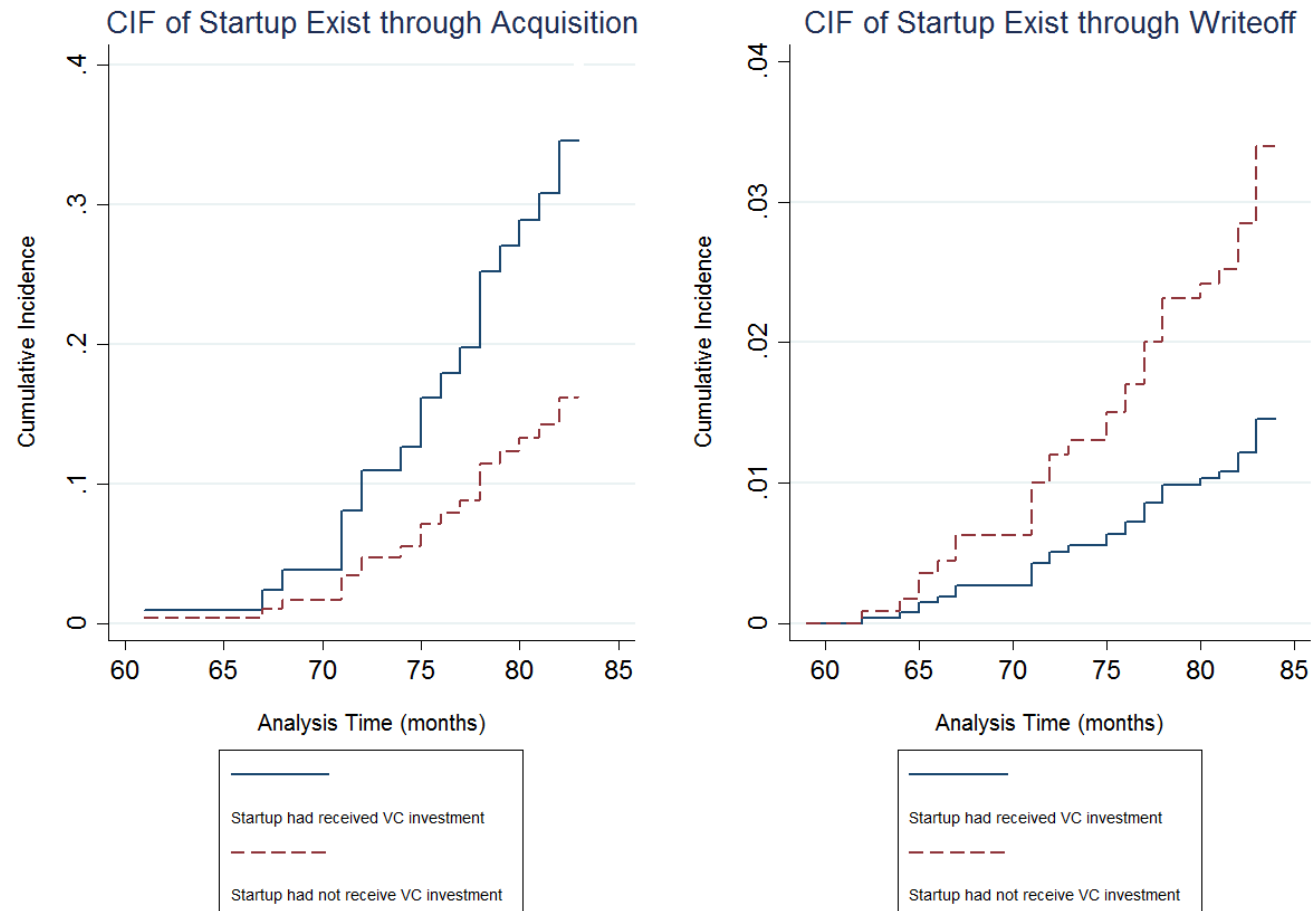 CIF of Startup Exist through Acquisition
.4
.3
.2
.1
0
Cumulative Incidence
60 65 70 75 80 85
Analysis Time (months)
Startup had received VC investment
Startup had not receive VC investment
CIF of Startup Exist through Writeoff
.04
.03
.02
.01
0
Cumulative Incidence
60 65 70 75 80 85
Analysis Time (months)
Startup had received VC investment
Startup had not receive VC investment